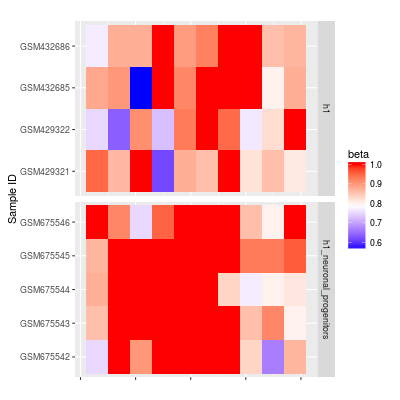 Sample ID
GSM432686
GSM432685
GSM429322
GSM429321
h1
GSM675546
GSM675545
GSM675544
GSM675543
GSM675542
h1_neuronal_progenitors
beta
1.0
0.9
0.8
0.7
0.6